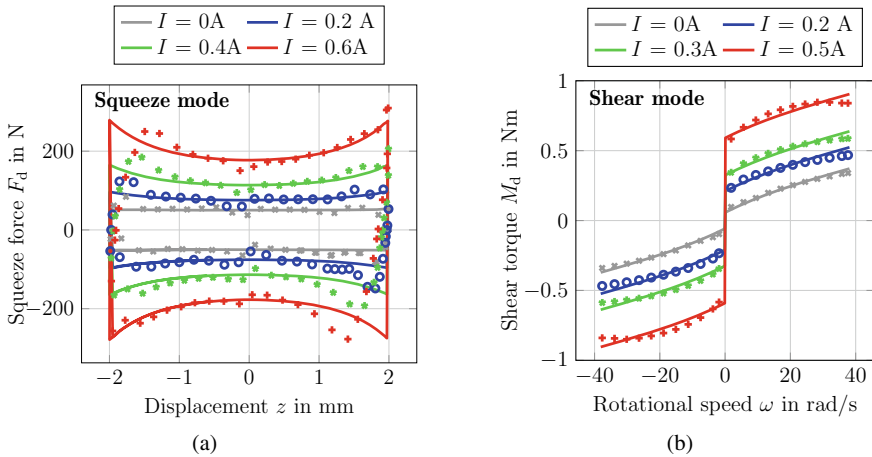 I = 0A I = 0.2 A
I = 0.4A I = 0.6A
Squeeze mode
200
0
−200
−2 −1 0 1 2
Squeeze force Fd in N
Displacement z in mm
(a)
I = 0A I = 0.2 A
I = 0.3A I = 0.5A
Shear mode
1
0.5
0
−0.5
−1
−40 −20 0 20 40
Shear torque Md in Nm
Rotational speed ω in rad/s
(b)